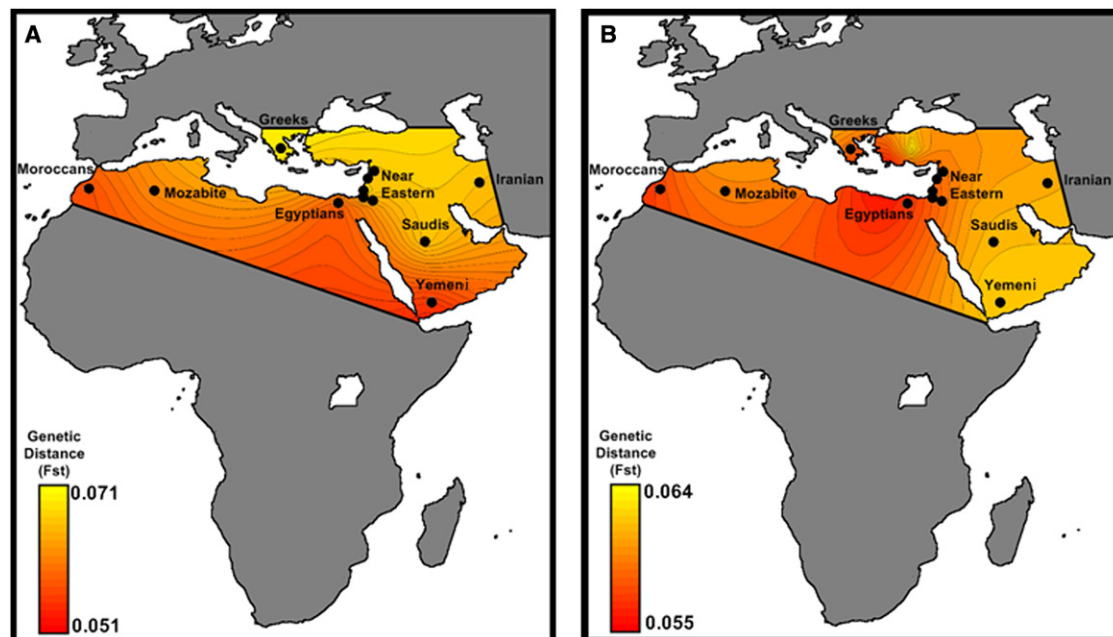 A
Greeks
Moroccans
Near
Eastern
Iranian
Mozabite
Egyptians
Saudis
Yemeni
Genetic
Distance
(Fst)
0.071
0.051
B
Greeks
Moroccans
Near
Eastern
Iranian
Mozabite
Egyptians
Saudis
Yemeni
Genetic
Distance
(Fst)
0.064
0.055